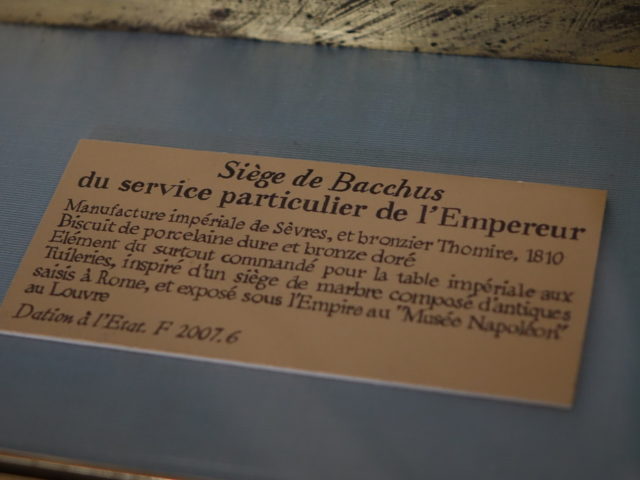 Siège de Bacchus
du service particulier de l'Empereur
Manufacture impériale de Sêvres, et bronzier Thomire, 1810
Biscuit de porcelaine dure et bronze doré
Elément du surtout commandé pour la table impériale aux
Tuileries, inspiré d'un siège de marbre composé d'antiques
saisis à Rome, et exposé sous l'Empire au "Musée Napoléon"
au Louvre
Dation à l'Etat. F 2007.6